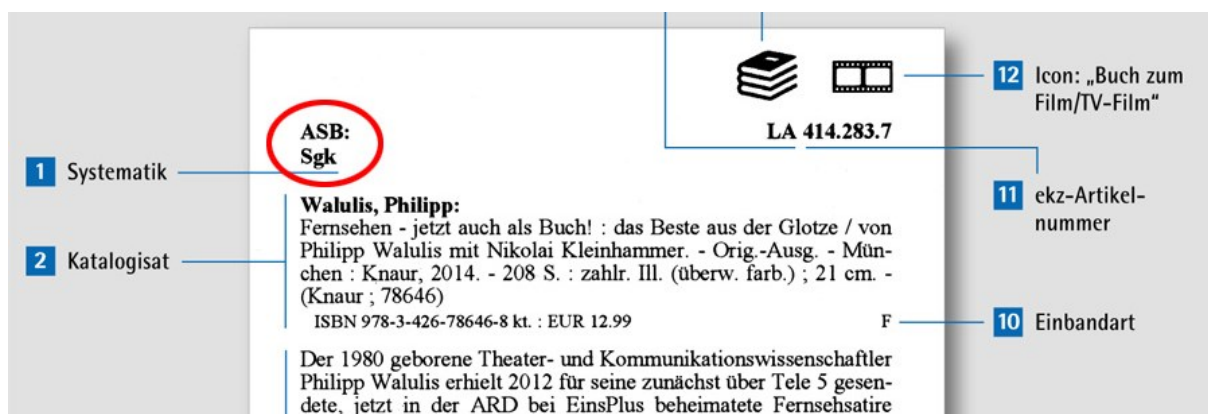 12 Icon: „Buch zum
Film/TV-Film“
ASB:
Sgk
LA 414.283.7
1 Systematik
11 ekz-Artikel-
nummer
Walulis, Philipp:
Fernsehen - jetzt auch als Buch! : das Beste aus der Glotze / von
Philipp Walulis mit Nikolai Kleinhammer. - Orig.-Ausg. - Mün-
chen : Knaur, 2014. - 208 S. : zahlr. Ill. (überw. farb.) ; 21 cm. -
(Knaur ; 78646)
ISBN 978-3-426-78646-8 kt. : EUR 12.99 F
2 Katalogisat
10 Einbandart
Der 1980 geborene Theater- und Kommunikationswissenschaftler
Philipp Walulis erhielt 2012 für seine zunächst über Tele 5 gesen-
dete, jetzt in der ARD bei EinsPlus beheimatete Fernsehsatire